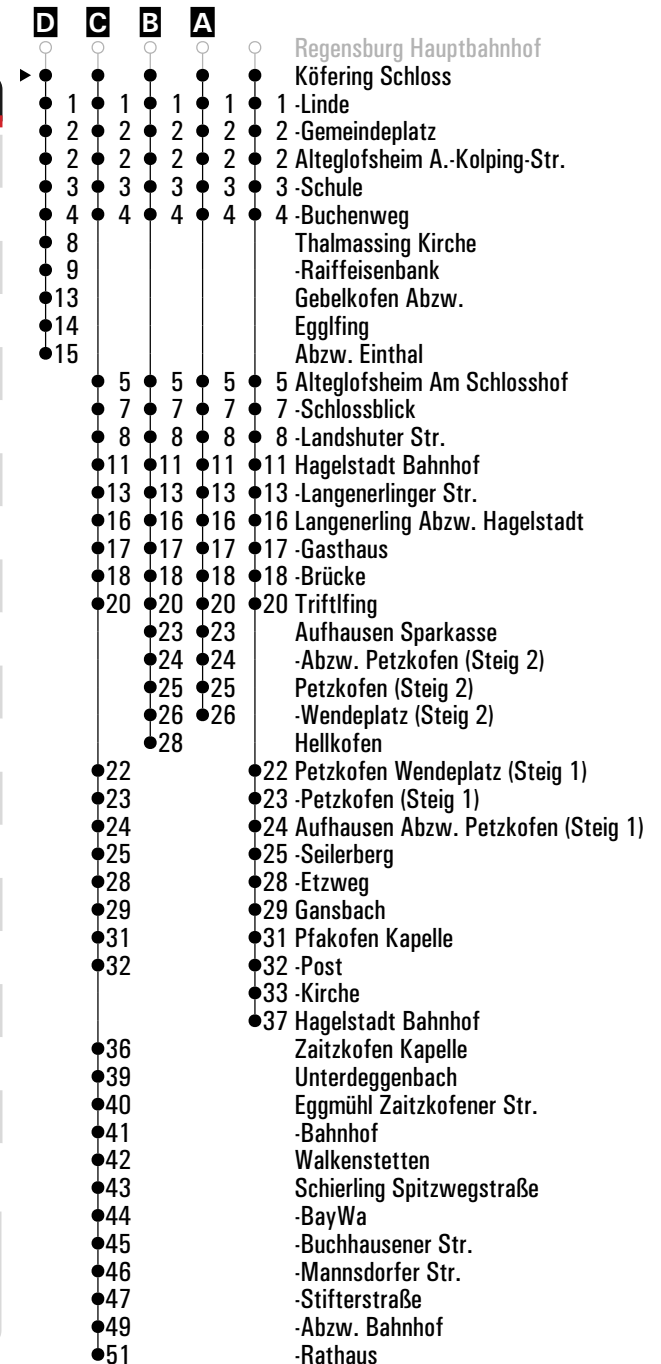 D C B A
Regensburg Hauptbahnhof
Köfering Schloss
1 1 1 1 1 -Linde
2 2 2 2 2 -Gemeindeplatz
2 2 2 2 2 Alteglofsheim A.-Kolping-Str.
3 3 3 3 3 -Schule
4 4 4 4 4 -Buchenweg
8 Thalmassing Kirche
9 -Raiffeisenbank
13 Gebelkofen Abzw.
14 Egglfing
15 Abzw. Einthal
5 5 5 5 Alteglofsheim Am Schlosshof
7 7 7 7 -Schlossblick
8 8 8 8 -Landshuter Str.
11 11 11 11 Hagelstadt Bahnhof
13 13 13 13 -Langenerlinger Str.
16 16 16 16 Langenerling Abzw. Hagelstadt
17 17 17 17 -Gasthaus
18 18 18 18 -Brücke
20 20 20 20 Triftlfing
23 23 Aufhausen Sparkasse
24 24 -Abzw. Petzkofen (Steig 2)
25 25 Petzkofen (Steig 2)
26 26 -Wendeplatz (Steig 2)
28 Hellkofen
22 22 Petzkofen Wendeplatz (Steig 1)
23 23 -Petzkofen (Steig 1)
24 24 Aufhausen Abzw. Petzkofen (Steig 1)
25 25 -Seilerberg
28 28 -Etzweg
29 29 Gansbach
31 31 Pfakofen Kapelle
32 32 -Post
33 -Kirche
37 Hagelstadt Bahnhof
36 Zaitzkofen Kapelle
39 Unterdeggenbach
40 Eggmühl Zaitzkofener Str.
41 -Bahnhof
42 Walkenstetten
43 Schierling Spitzwegstraße
44 -BayWa
45 -Buchhausener Str.
46 -Mannsdorfer Str.
47 -Stifterstraße
49 -Abzw. Bahnhof
51 -Rathaus